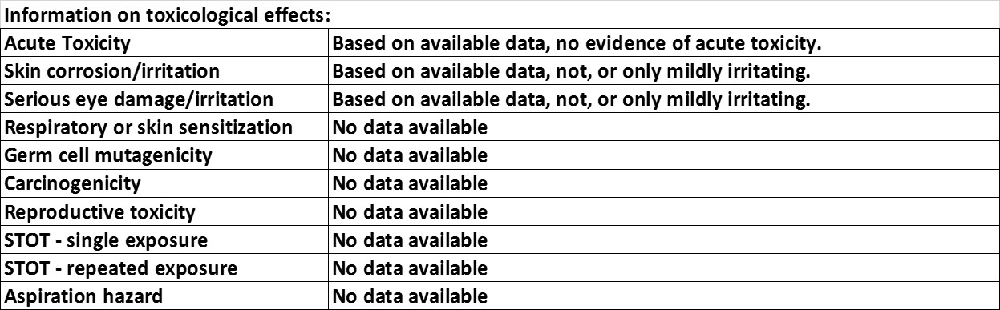 Information on toxicological effects:
Acute Toxicity Based on available data, no evidence of acute toxicity.
Skin corrosion/irritation Based on available data, not, or only mildly irritating.
Serious eye damage/irritation Based on available data, not, or only mildly irritating.
Respiratory or skin sensitization No data available
Germ cell mutagenicity No data available
Carcinogenicity No data available
Reproductive toxicity No data available
STOT - single exposure No data available
STOT - repeated exposure No data available
Aspiration hazard No data available